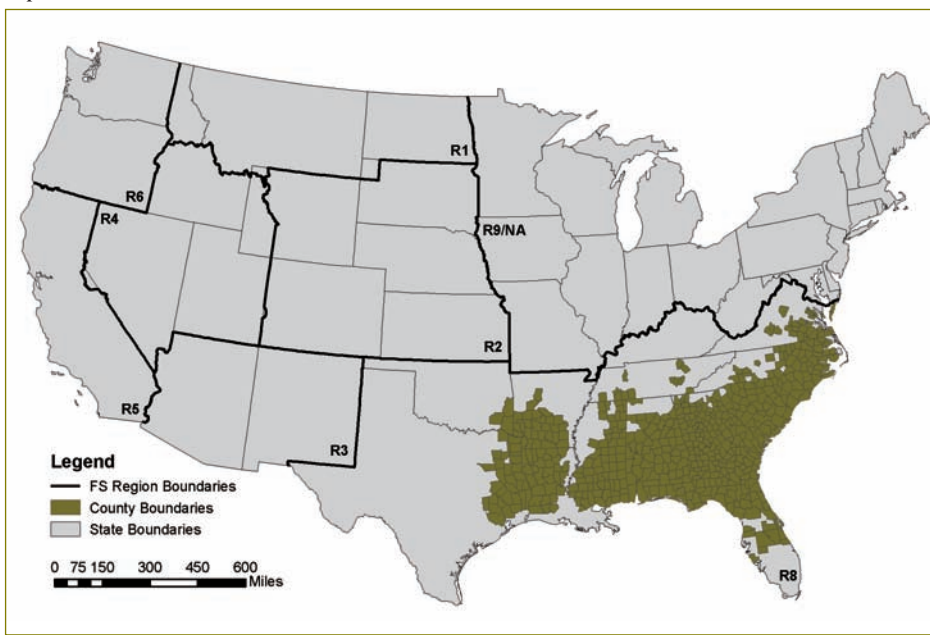 R1
R6
R4
R9/NA
R2
R5
R3
Legend
FS Region Boundaries
County Boundaries
State Boundaries
0 75 150 300 450 600
Miles
R8